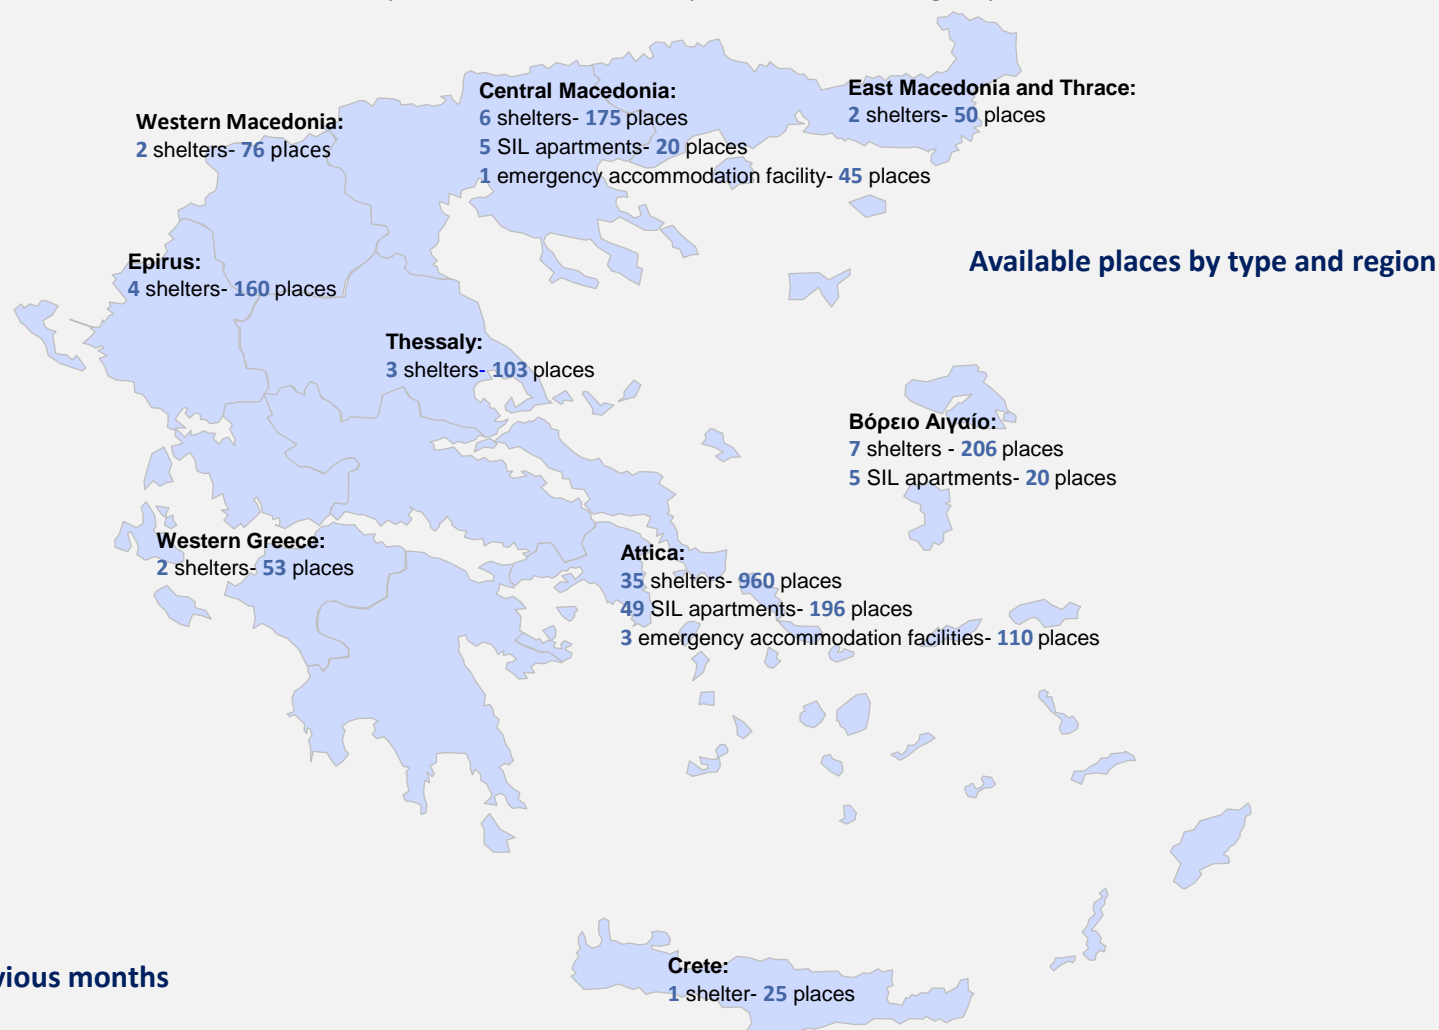 Central Macedonia:
6 shelters- 175 places
5 SIL apartments- 20 places
1 emergency accommodation facility- 45 places
East Macedonia and Thrace:
2 shelters- 50 places
Western Macedonia:
2 shelters- 76 places
Epirus:
4 shelters- 160 places
Available places by type and region
Thessaly:
3 shelters- 103 places
Βόρειο Αιγαίο:
7 shelters - 206 places
5 SIL apartments- 20 places
Western Greece:
2 shelters- 53 places
Attica:
35 shelters- 960 places
49 SIL apartments- 196 places
3 emergency accommodation facilities- 110 places
Crete:
1 shelter- 25 places
vious months